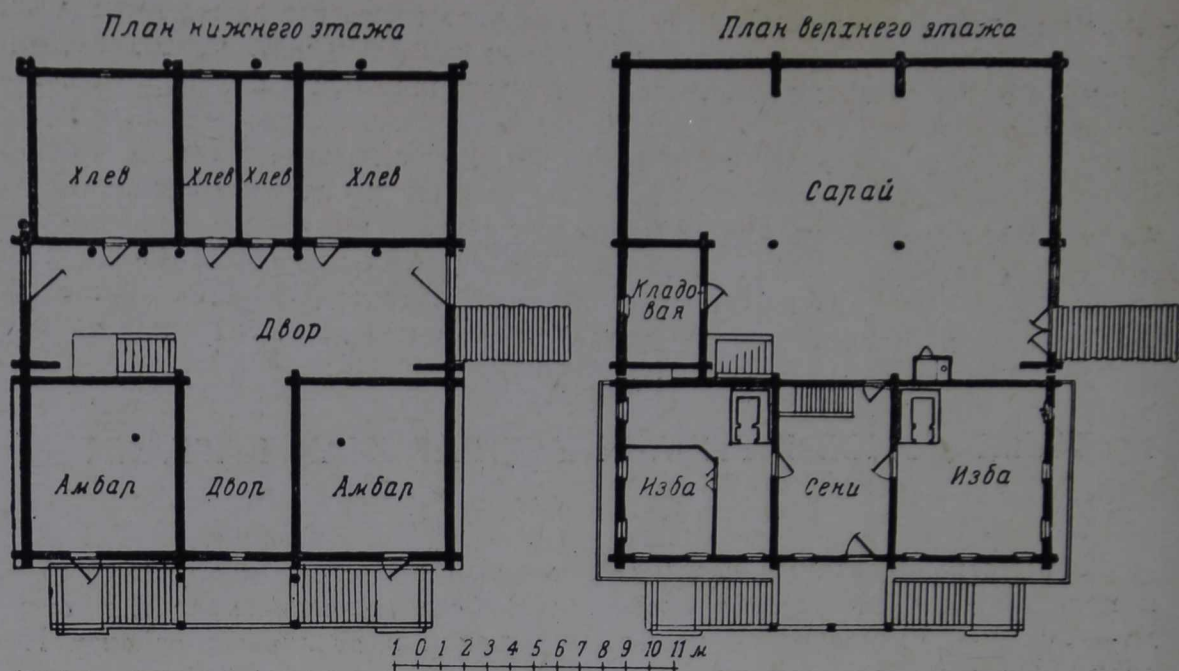 План нижнего этажа
Хлев
Хлев
Хлев
Хлев
Двор
Амбар
Двор
Амбар
План верхнего этажа
Сарай
Кладо
вая
Изба
Сени
Изба
1 0 1 2 3 4 5 6 7 8 9 10 11 м